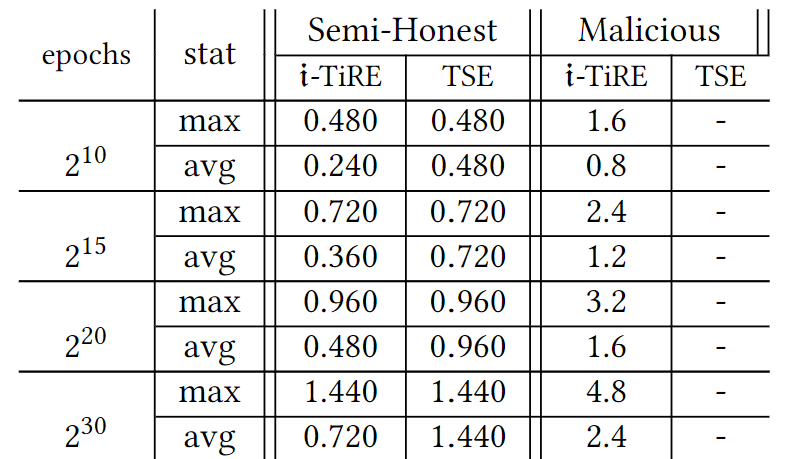 epochs stat Semi-Honest Malicious
𝖎-TiRE TSE 𝖎-TiRE TSE
2^10 max 0.480 0.480 1.6 -
avg 0.240 0.480 0.8 -
2^15 max 0.720 0.720 2.4 -
avg 0.360 0.720 1.2 -
2^20 max 0.960 0.960 3.2 -
avg 0.480 0.960 1.6 -
2^30 max 1.440 1.440 4.8 -
avg 0.720 1.440 2.4 -